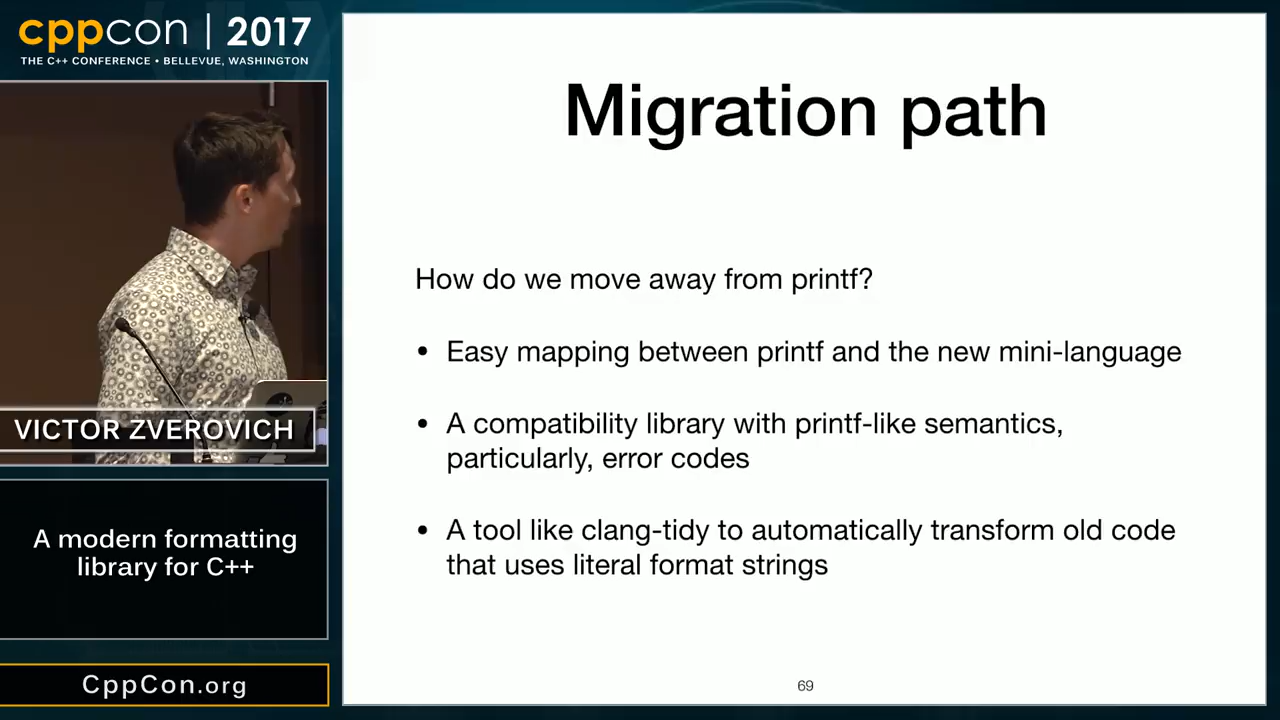 cppcon | 2017
THE C++ CONFERENCE • BELLEVUE, WASHINGTON
VICTOR ZVEROVICH
A modern formatting
library for C++
CppCon.org
Migration path
How do we move away from printf?
• Easy mapping between printf and the new mini-language
• A compatibility library with printf-like semantics,
particularly, error codes
• A tool like clang-tidy to automatically transform old code
that uses literal format strings
69